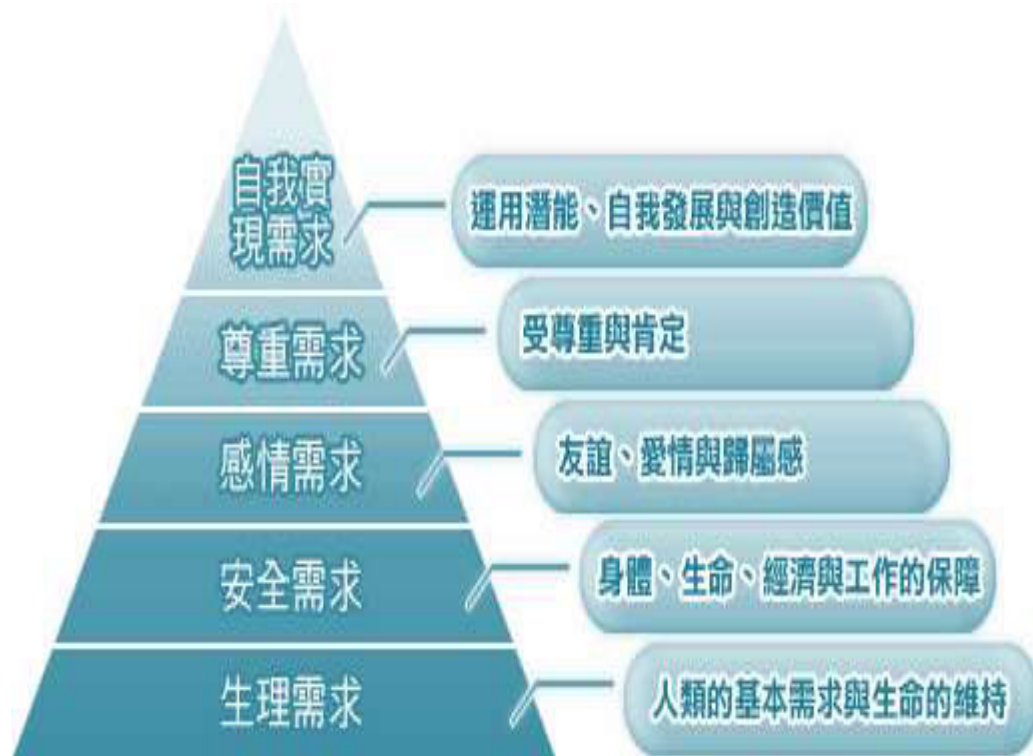 自我實
現需求
運用潛能、自我發展與創造價值
尊重需求
受尊重與肯定
感情需求
友誼、愛情與歸屬感
安全需求
身體、生命、經濟與工作的保障
生理需求
人類的基本需求與生命的維持